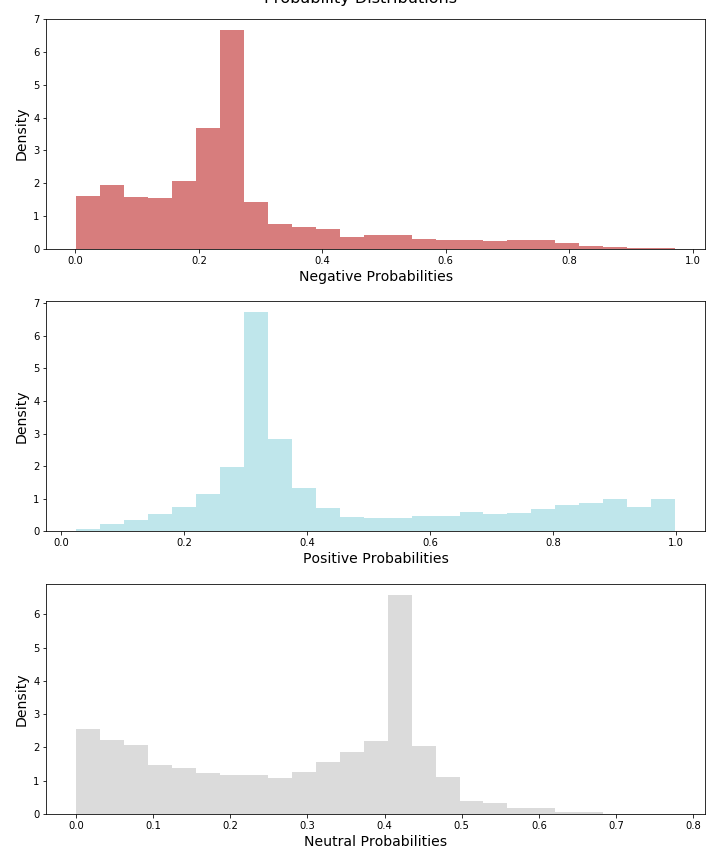 Probability Distributions
7
6
5
4
3
2
1
0
Density
0.0 0.2 0.4 0.6 0.8 1.0
Negative Probabilities
7
6
5
4
3
2
1
0
Density
0.0 0.2 0.4 0.6 0.8 1.0
Positive Probabilities
6
5
4
3
2
1
0
Density
0.0 0.1 0.2 0.3 0.4 0.5 0.6 0.7 0.8
Neutral Probabilities